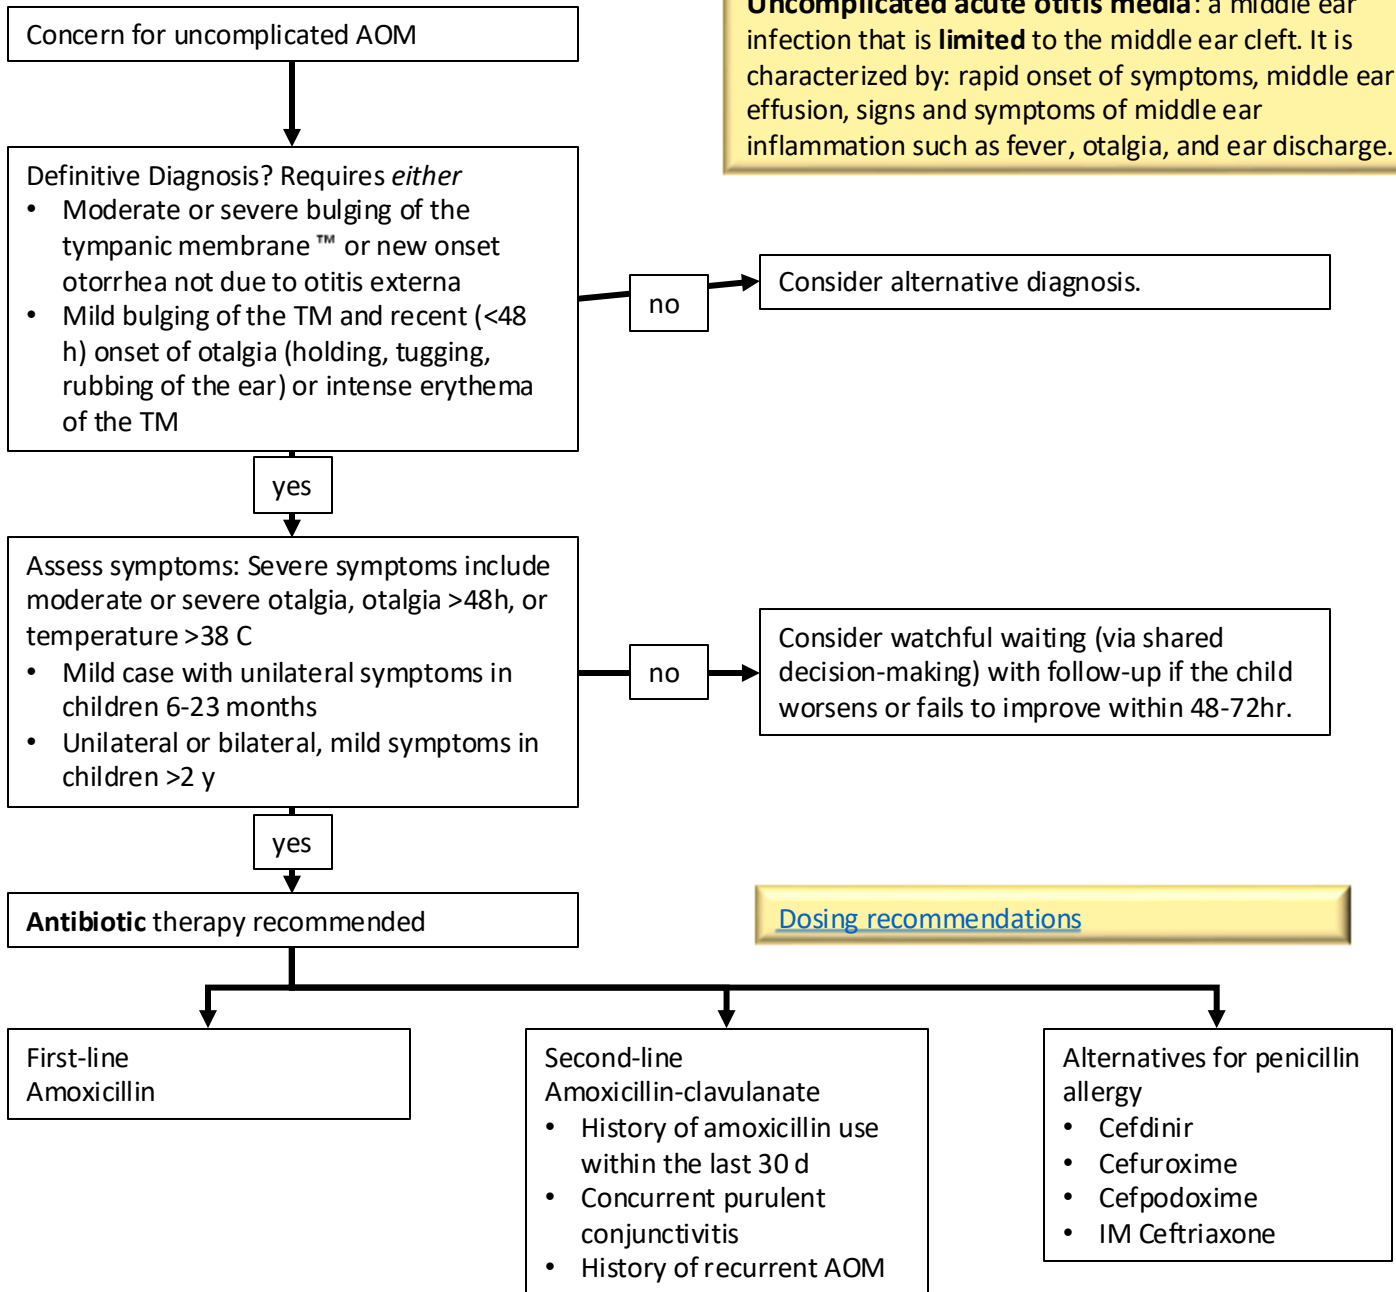 Concern for uncomplicated AOM
Uncomplicated acute otitis media: a middle ear
infection that is limited to the middle ear cleft. It is
characterized by: rapid onset of symptoms, middle ear
effusion, signs and symptoms of middle ear
inflammation such as fever, otalgia, and ear discharge.
Definitive Diagnosis? Requires either
• Moderate or severe bulging of the
tympanic membrane ™ or new onset
otorrhea not due to otitis externa
• Mild bulging of the TM and recent (<48
h) onset of otalgia (holding, tugging,
rubbing of the ear) or intense erythema
of the TM
no
Consider alternative diagnosis.
yes
Assess symptoms: Severe symptoms include
moderate or severe otalgia, otalgia >48h, or
temperature >38 C
• Mild case with unilateral symptoms in
children 6-23 months
• Unilateral or bilateral, mild symptoms in
children >2 y
no
Consider watchful waiting (via shared
decision-making) with follow-up if the child
worsens or fails to improve within 48-72hr.
yes
Antibiotic therapy recommended
Dosing recommendations
First-line
Amoxicillin
Second-line
Amoxicillin-clavulanate
• History of amoxicillin use
within the last 30 d
• Concurrent purulent
conjunctivitis
• History of recurrent AOM
Alternatives for penicillin
allergy
• Cefdinir
• Cefuroxime
• Cefpodoxime
• IM Ceftriaxone